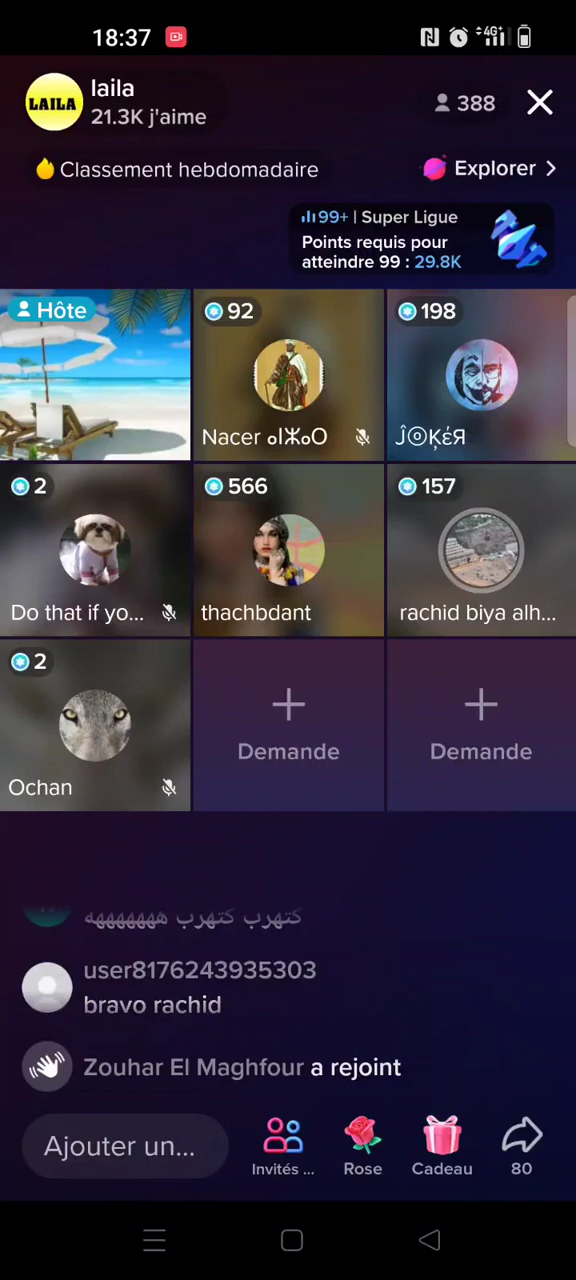 18:37
4G+
laila
LAILA
21.3K j'aime
388
Classement hebdomadaire
Explorer
99+ | Super Ligue
Points requis pour
atteindre 99 : 29.8K
Hôte
92
198
Nacer ⴰⵏⵣⴰⵔ
2
566
157
Do that if yo...
thachbdant
rachid biya alh...
2
Ochan
Demande
Demande
كتهرب كتهرب هههههههه
user8176243935303
bravo rachid
Zouhar El Maghfour a rejoint
Ajouter un...
Invités ...
Rose
Cadeau
80